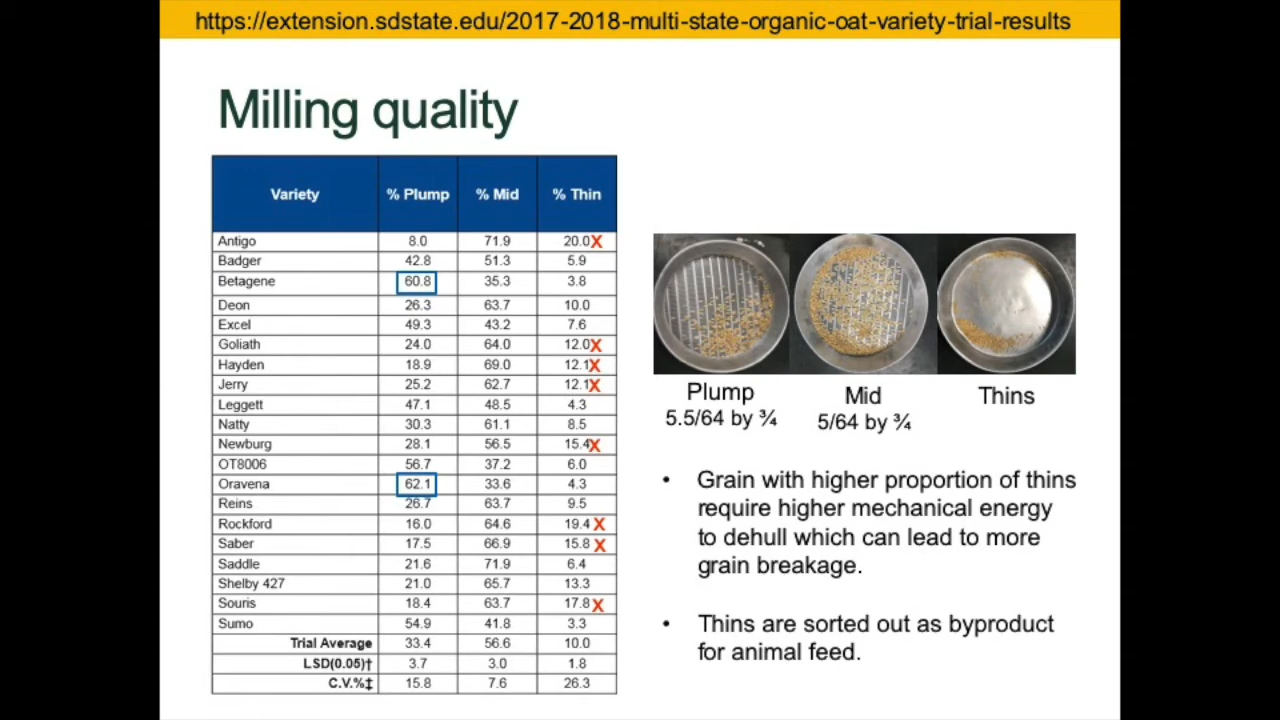 https://extension.sdstate.edu/2017-2018-multi-state-organic-oat-variety-trial-results
Milling quality
Variety % Plump % Mid % Thin
Antigo 8.0 71.9 20.0 X
Badger 42.8 51.3 5.9
Betagene 60.8 35.3 3.8
Deon 26.3 63.7 10.0
Excel 49.3 43.2 7.6
Goliath 24.0 64.0 12.0 X
Hayden 18.9 69.0 12.1 X
Jerry 25.2 62.7 12.1 X
Leggett 47.1 48.5 4.3
Natty 30.3 61.1 8.5
Newburg 28.1 56.5 15.4 X
OT8006 56.7 37.2 6.0
Oravena 62.1 33.6 4.3
Reins 26.7 63.7 9.5
Rockford 16.0 64.6 19.4 X
Saber 17.5 66.9 15.8 X
Saddle 21.6 71.9 6.4
Shelby 427 21.0 65.7 13.3
Souris 18.4 63.7 17.8 X
Sumo 54.9 41.8 3.3
Trial Average 33.4 56.6 10.0
LSD(0.05)† 3.7 3.0 1.8
C.V.%‡ 15.8 7.6 26.3
Plump Mid Thins
5.5/64 by ¾ 5/64 by ¾
• Grain with higher proportion of thins
require higher mechanical energy
to dehull which can lead to more
grain breakage.
• Thins are sorted out as byproduct
for animal feed.